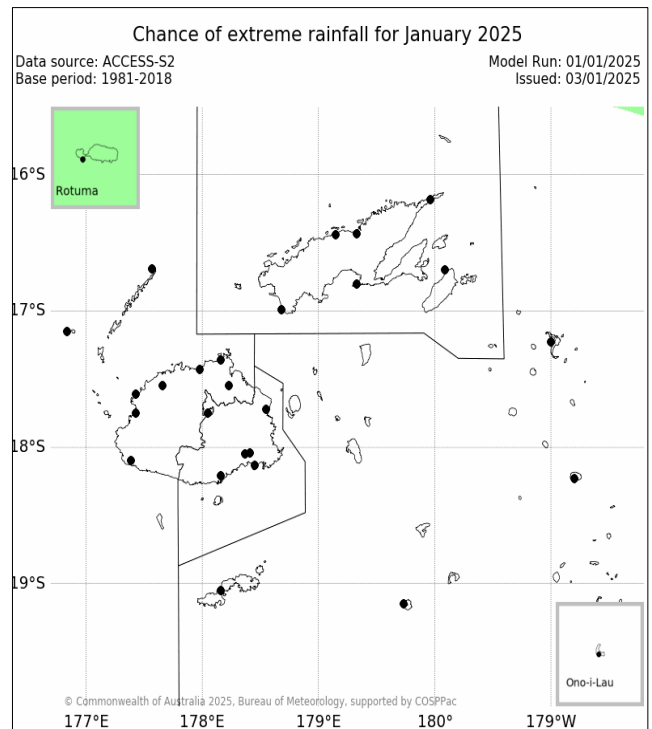 Chance of extreme rainfall for January 2025
Data source: ACCESS-S2
Model Run: 01/01/2025
Base period: 1981-2018
Issued: 03/01/2025
16°S
Rotuma
17°S
18°S
19°S
Ono-i-Lau
© Commonwealth of Australia 2025, Bureau of Meteorology, supported by COSPPac
177°E 178°E 179°E 180° 179°W